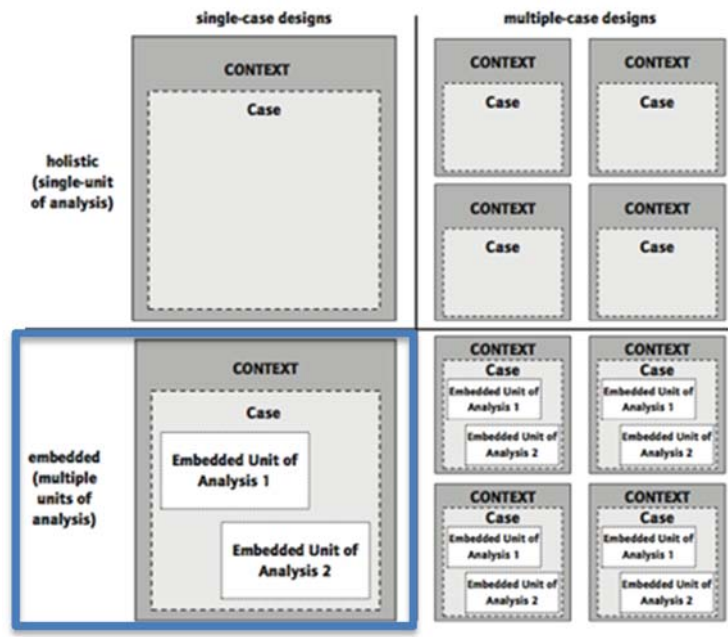 single-case designs
multiple-case designs
CONTEXT
Case
holistic
(single-unit
of analysis)
CONTEXT
Case
CONTEXT
Case
CONTEXT
Case
CONTEXT
Case
CONTEXT
Case
Embedded Unit of
Analysis 1
Embedded Unit of
Analysis 2
embedded
(multiple
units of
analysis)
CONTEXT
Case
Embedded Unit of
Analysis 1
Embedded Unit of
Analysis 2
CONTEXT
Case
Embedded Unit of
Analysis 1
Embedded Unit of
Analysis 2
CONTEXT
Case
Embedded Unit of
Analysis 1
Embedded Unit of
Analysis 2
CONTEXT
Case
Embedded Unit of
Analysis 1
Embedded Unit of
Analysis 2